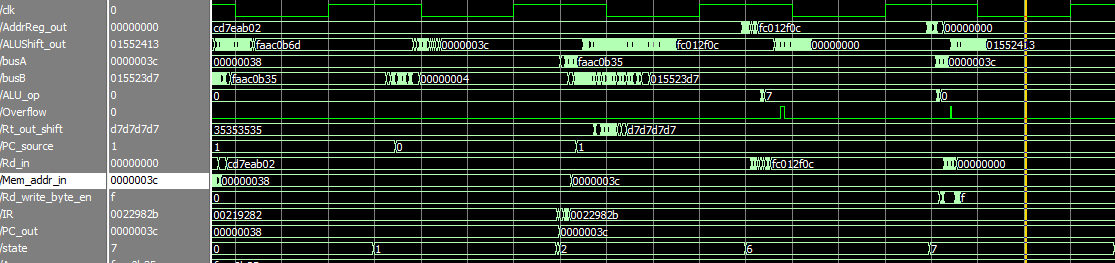 /clk 0
/AddrReg_out 00000000 cd7eab02 fc012f0c 00000000
/ALUShift_out 01552413 faac0b6d 0000003c fc012f0c 00000000 01552413
/busA 0000003c 00000038 faac0b35 0000003c
/busB 015523d7 faac0b35 00000004 015523d7
/ALU_op 0 0 7 0
/Overflow 0
/Rt_out_shift d7d7d7d7 35353535 d7d7d7d7
/PC_source 1 1 0 1
/Rd_in 00000000 cd7eab02 fc012f0c 00000000
/Mem_addr_in 0000003c 00000038 0000003c
/Rd_write_byte_en f 0 f
/IR 0022982b 00219282 0022982b
/PC_out 0000003c 00000038 0000003c
/state 7 0 1 2 6 7